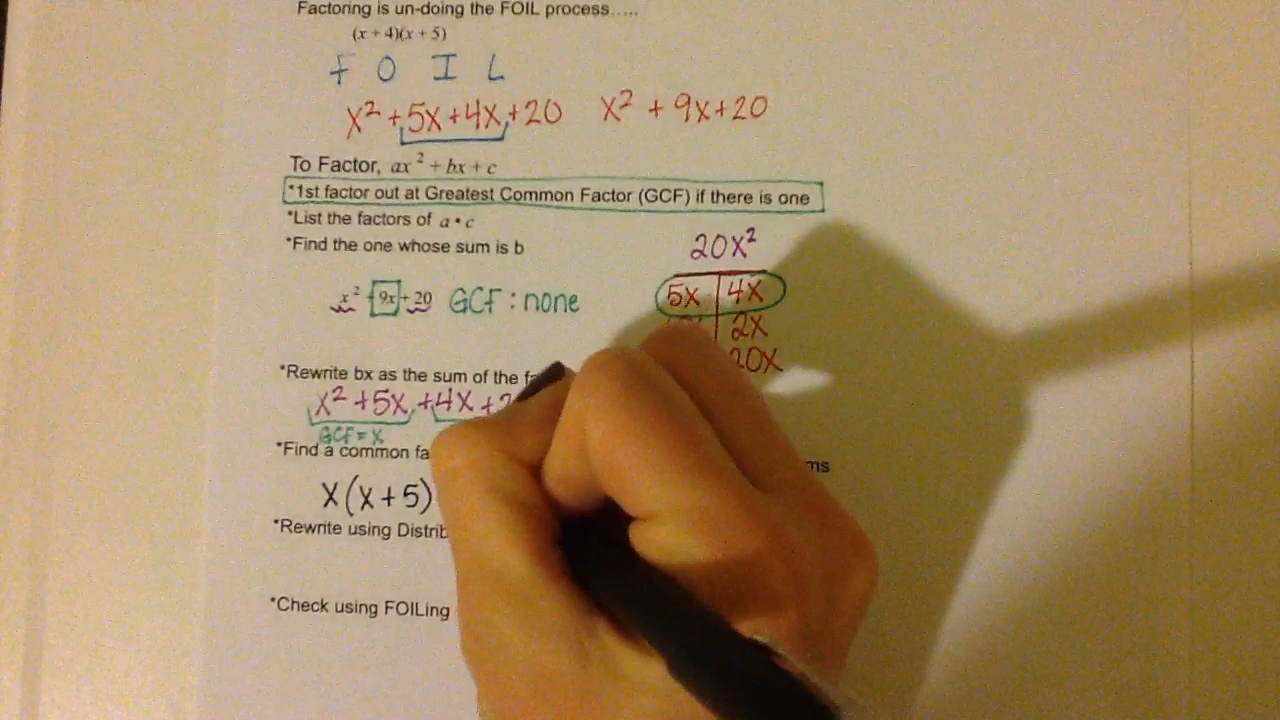 Factoring is un-doing the FOIL process.....
(x + 4)(x + 5)
F O I L
x² + 5x + 4x + 20 x² + 9x + 20
To Factor, ax² + bx + c
*1st factor out at Greatest Common Factor (GCF) if there is one
*List the factors of a • c
*Find the one whose sum is b
20x²
x² + 9x + 20 GCF : none
5x 4x
2x
20x
*Rewrite bx as the sum of the
x² + 5x + 4x +
GCF = x
*Find a common
x(x + 5)
*Rewrite using
*Check using FOILing